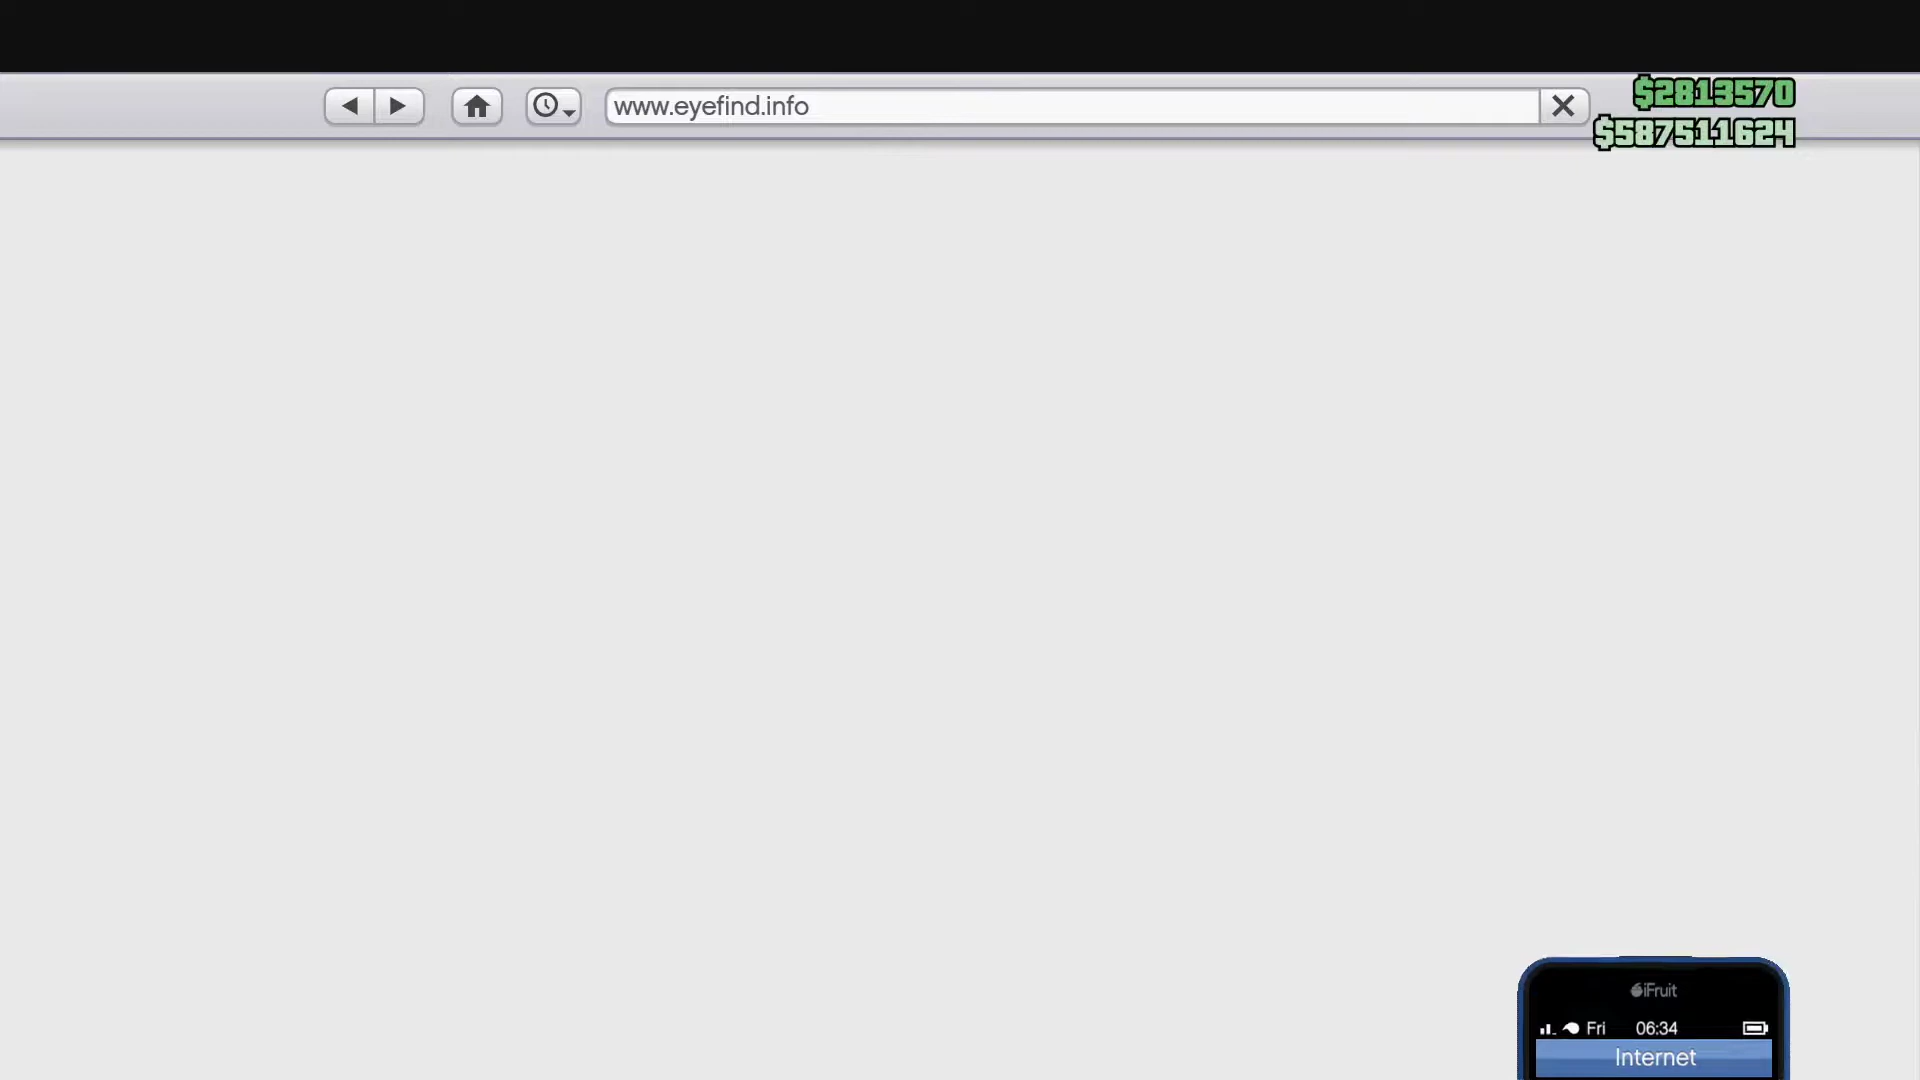 www.eyefind.info
$2813570
$587511624
iFruit
Fri 06:34
Internet